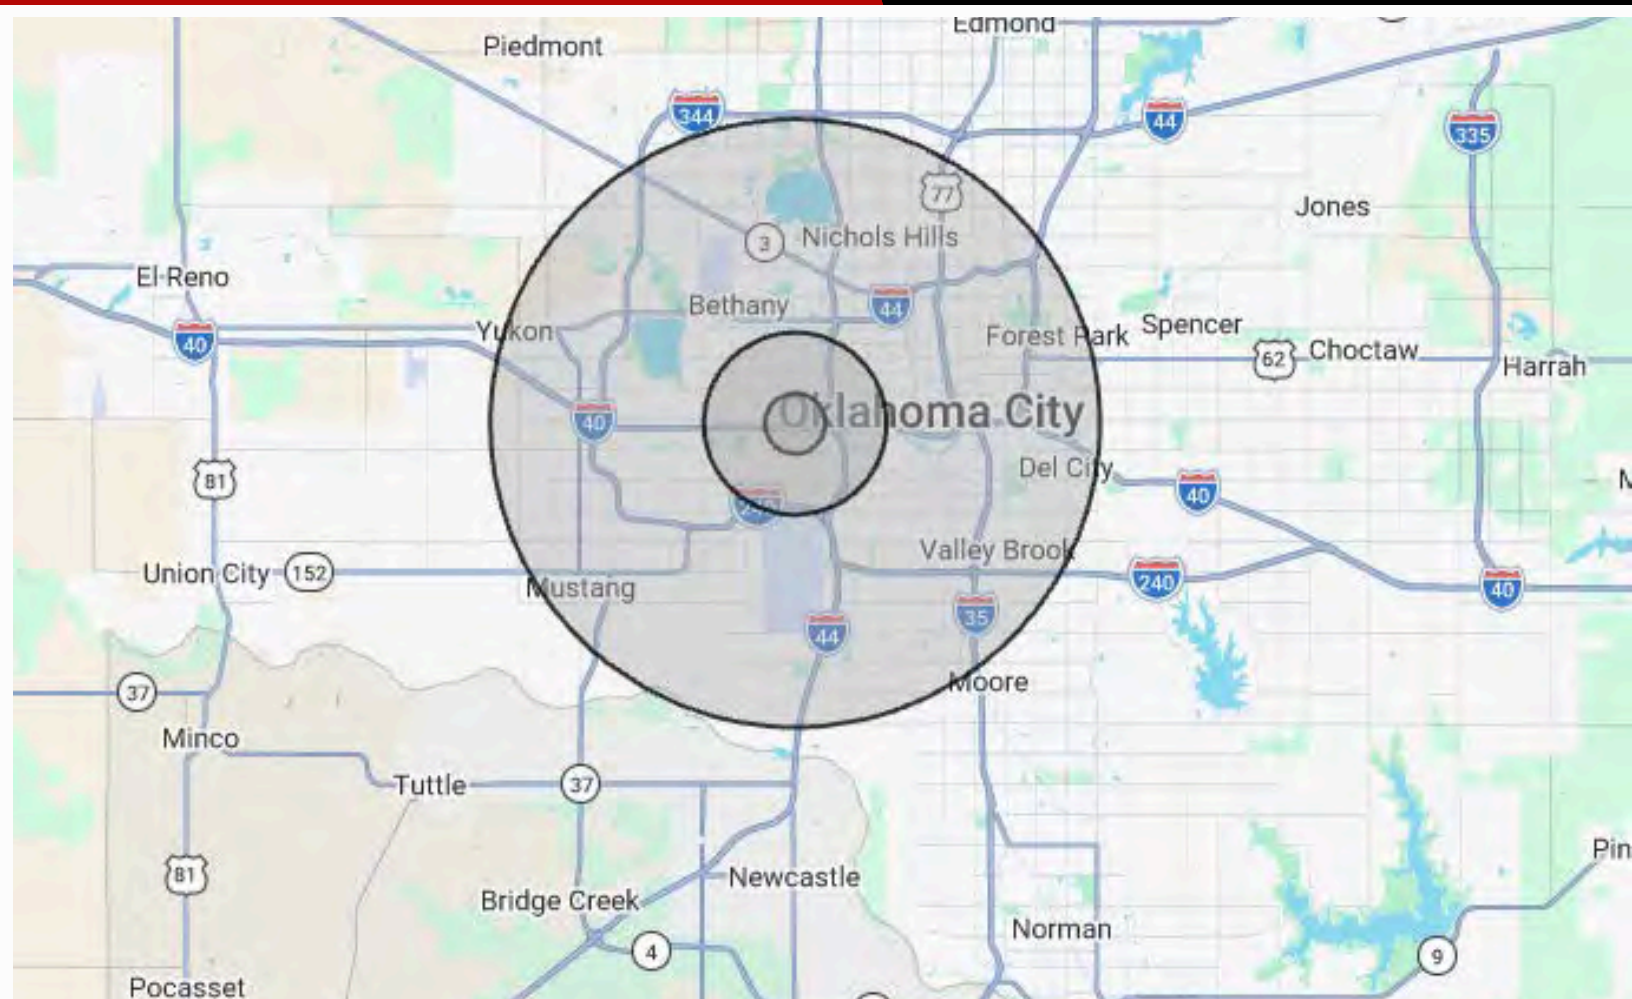 Edmond
Piedmont
344
44
335
77
Jones
3
Nichols Hills
El Reno
Bethany
44
Yukon
Forest Park
Spencer
40
62
Choctaw
Harrah
Oklahoma City
40
Del City
81
40
240
Valley Brook
Union City
152
240
40
Mustang
35
44
Moore
37
Minco
Tuttle
37
Pin
81
Newcastle
Bridge Creek
Norman
4
9
Pocasset